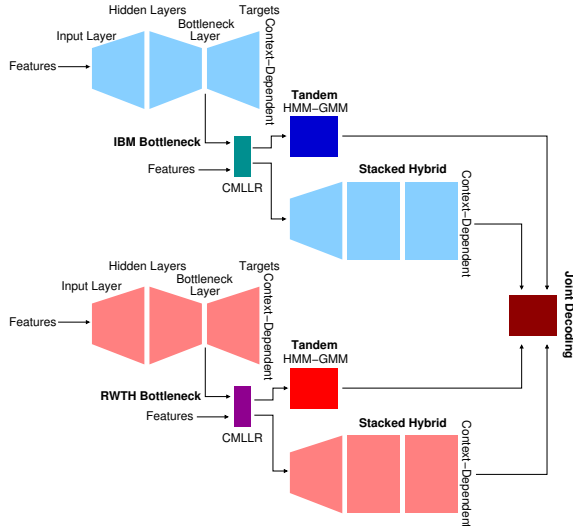 Hidden Layers
Targets
Input Layer
Bottleneck
Layer
Context−Dependent
Features
Tandem
HMM−GMM
IBM Bottleneck
Features
CMLLR
Stacked Hybrid
Context−Dependent
Hidden Layers
Targets
Input Layer
Bottleneck
Layer
Context−Dependent
Features
Joint Decoding
Tandem
HMM−GMM
RWTH Bottleneck
Features
CMLLR
Stacked Hybrid
Context−Dependent